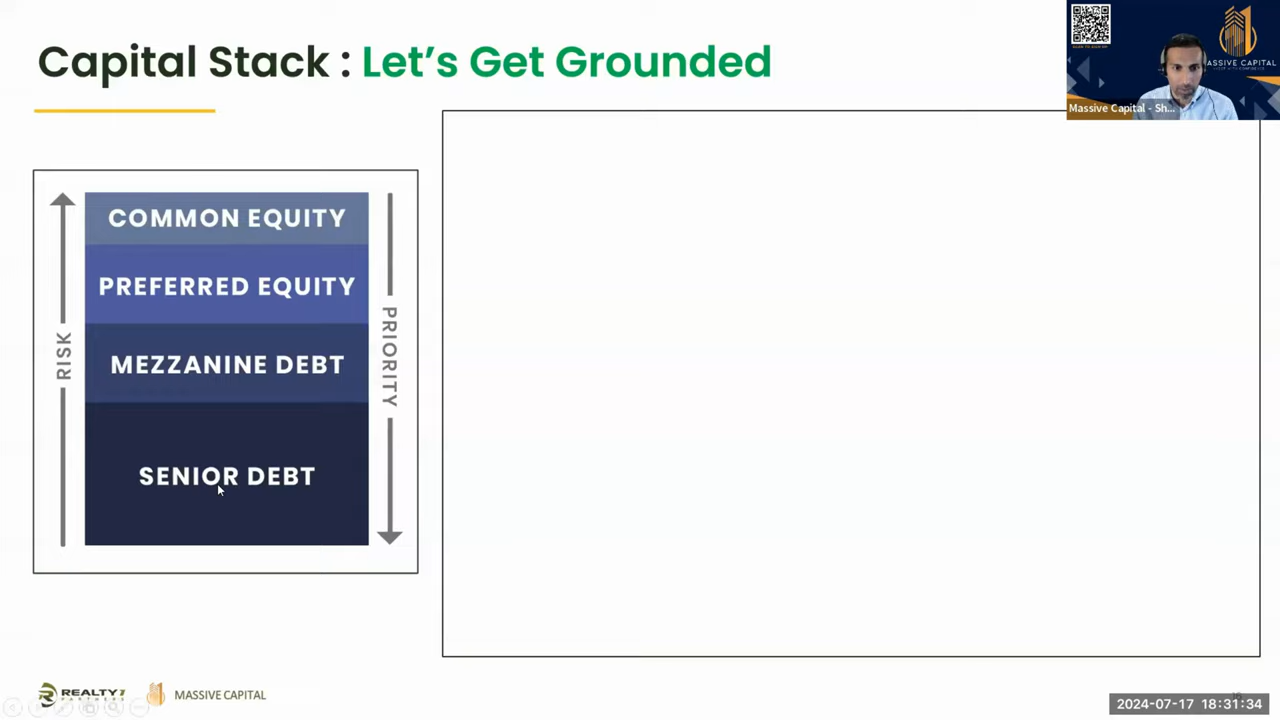 Capital Stack : Let's Get Grounded
MASSIVE CAPITAL
Massive Capital - Sh...
COMMON EQUITY
PREFERRED EQUITY
MEZZANINE DEBT
SENIOR DEBT
RISK
PRIORITY
REALTY
MASSIVE CAPITAL
2024-07-17 18:31:34